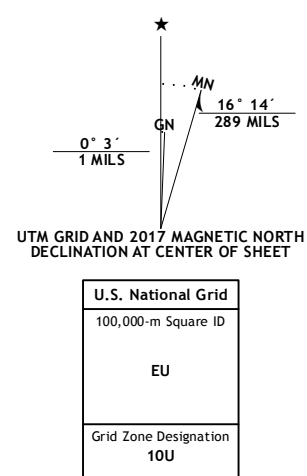 ★
MN
GN
16° 14´
289 MILS
0° 3´
1 MILS
UTM GRID AND 2017 MAGNETIC NORTH
DECLINATION AT CENTER OF SHEET
U.S. National Grid
100,000-m Square ID
EU
Grid Zone Designation
10U